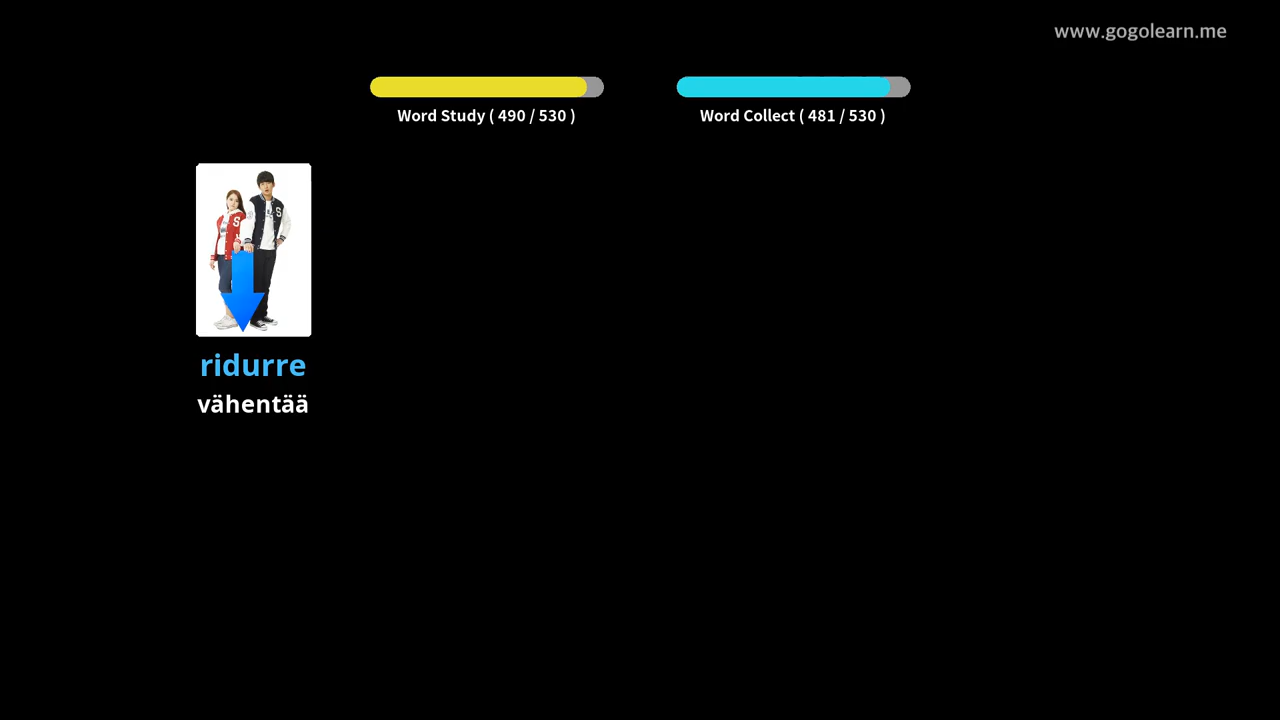 www.gogolearn.me
Word Study ( 490 / 530 )
Word Collect ( 481 / 530 )
S
S
ridurre
vähentää